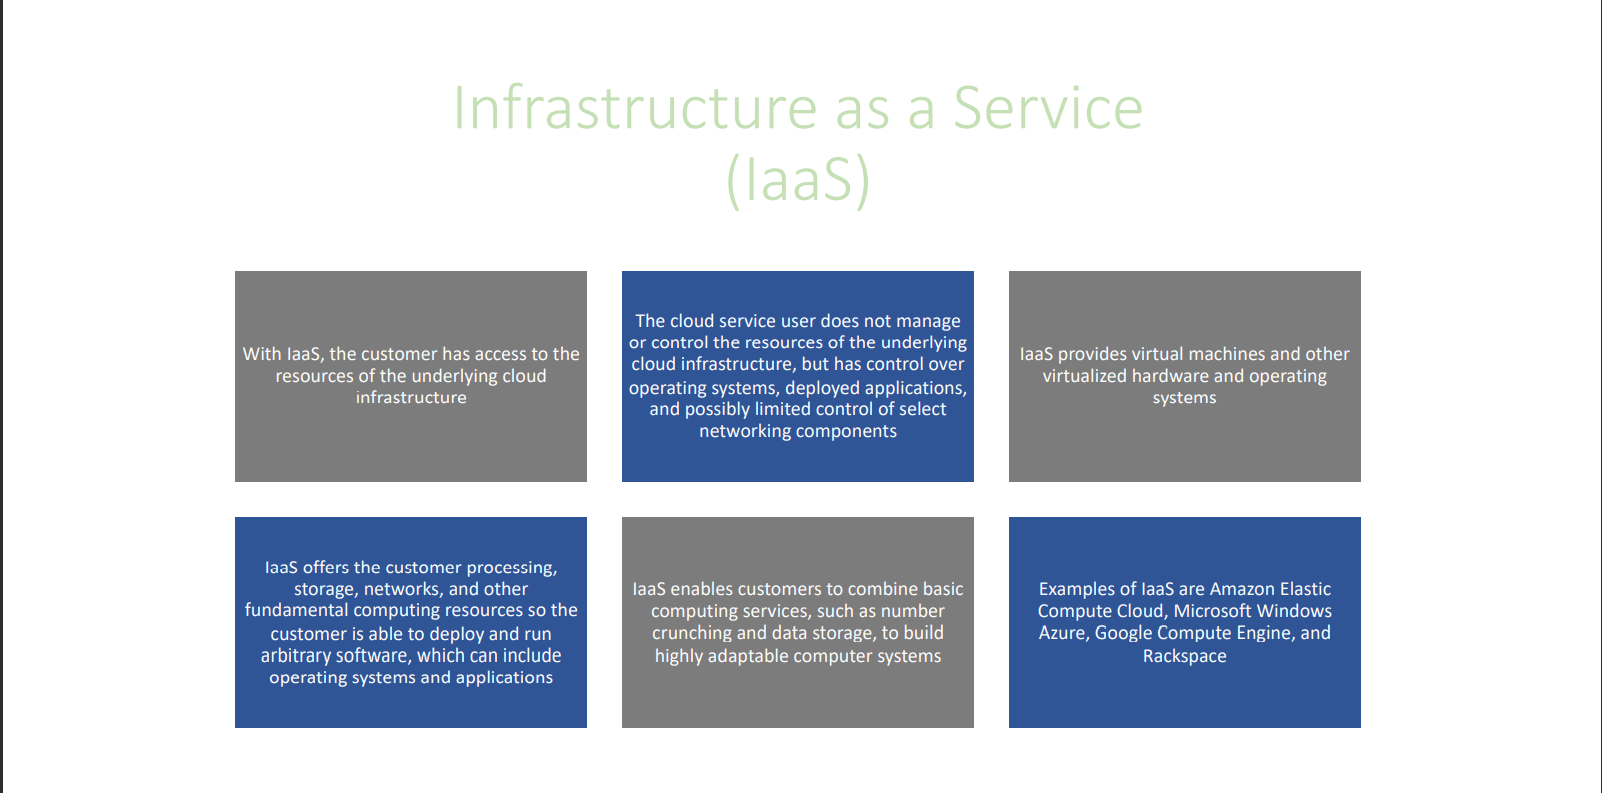 Infrastructure as a Service
(IaaS)
With IaaS, the customer has access to the
resources of the underlying cloud
infrastructure
The cloud service user does not manage
or control the resources of the underlying
cloud infrastructure, but has control over
operating systems, deployed applications,
and possibly limited control of select
networking components
IaaS provides virtual machines and other
virtualized hardware and operating
systems
IaaS offers the customer processing,
storage, networks, and other
fundamental computing resources so the
customer is able to deploy and run
arbitrary software, which can include
operating systems and applications
IaaS enables customers to combine basic
computing services, such as number
crunching and data storage, to build
highly adaptable computer systems
Examples of IaaS are Amazon Elastic
Compute Cloud, Microsoft Windows
Azure, Google Compute Engine, and
Rackspace